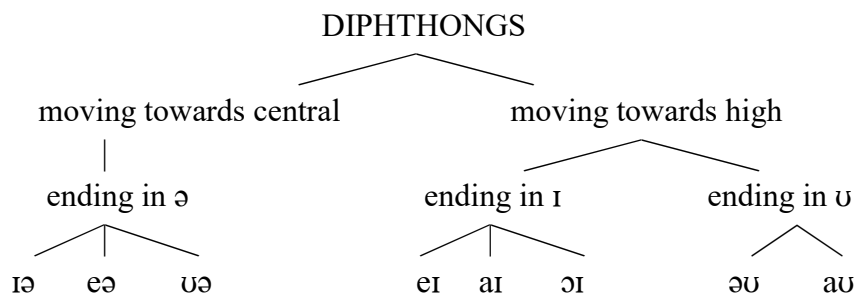 DIPHTHONGS
moving towards central moving towards high
ending in ə ending in ɪ ending in ʊ
ɪə eə ʊə eɪ aɪ ɔɪ əʊ aʊ